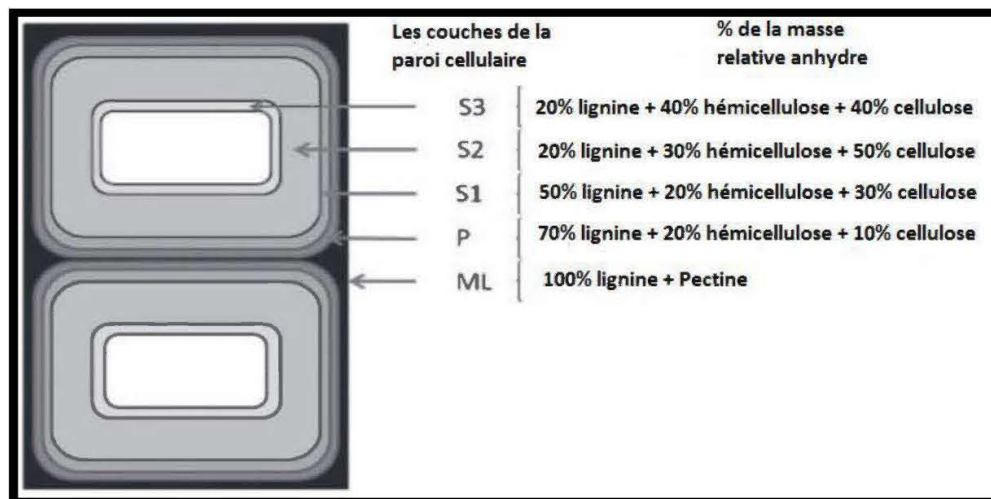 Les couches de la
paroi cellulaire
% de la masse
relative anhydre
S3 20% lignine + 40% hémicellulose + 40% cellulose
S2 20% lignine + 30% hémicellulose + 50% cellulose
S1 50% lignine + 20% hémicellulose + 30% cellulose
P 70% lignine + 20% hémicellulose + 10% cellulose
ML 100% lignine + Pectine